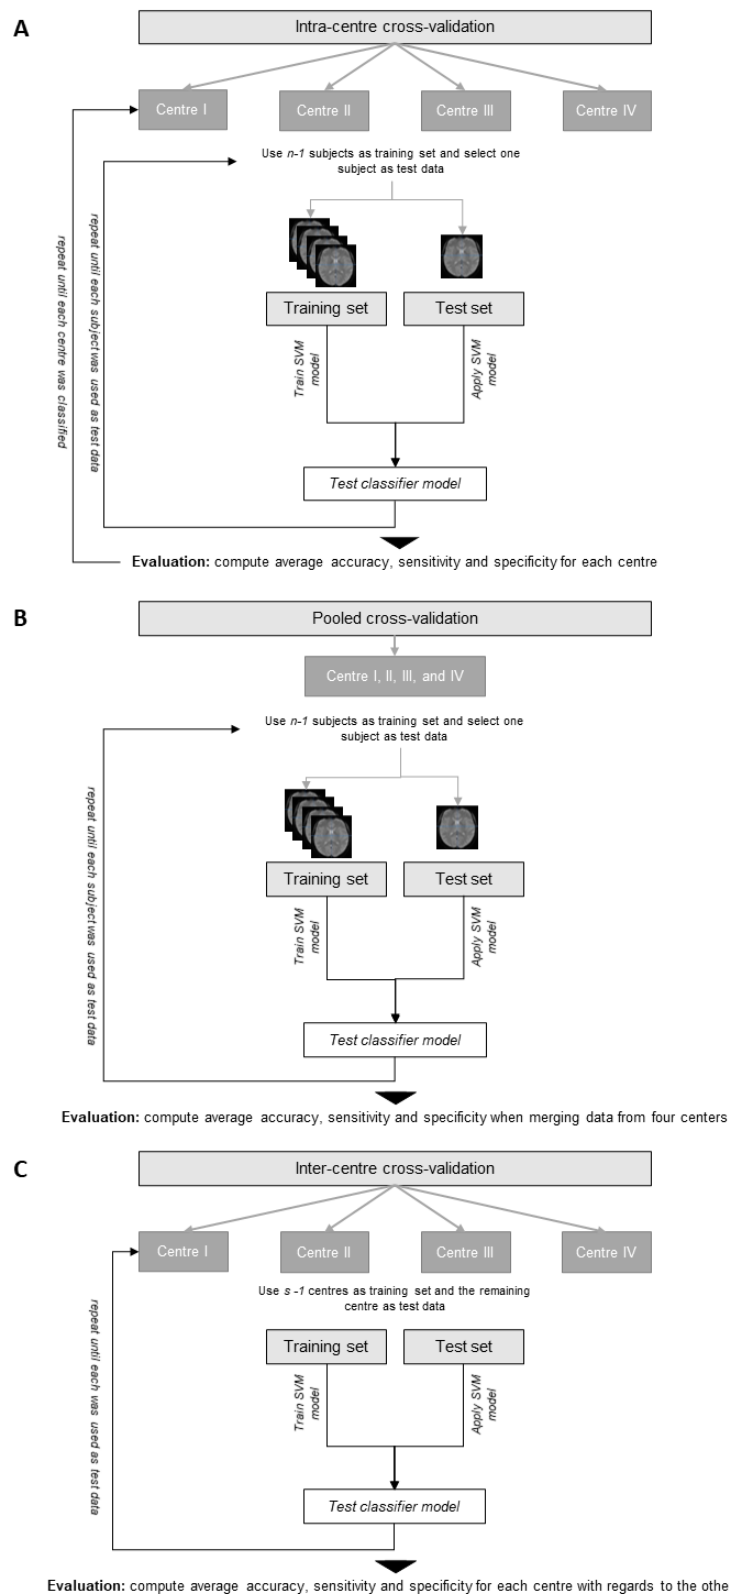 A
Intra-centre cross-validation
Centre I
Centre II
Centre III
Centre IV
Use n-1 subjects as training set and select one
subject as test data
repeat until each centre was classified
repeat until each subject was used as test data
Training set
Test set
Train SVM
model
Apply SVM
model
Test classifier model
Evaluation: compute average accuracy, sensitivity and specificity for each centre
B
Pooled cross-validation
Centre I, II, III, and IV
Use n-1 subjects as training set and select one
subject as test data
repeat until each subject was used as test data
Training set
Test set
Train SVM
model
Apply SVM
model
Test classifier model
Evaluation: compute average accuracy, sensitivity and specificity when merging data from four centers
C
Inter-centre cross-validation
Centre I
Centre II
Centre III
Centre IV
Use s -1 centres as training set and the remaining
centre as test data
repeat until each was used as test data
Training set
Test set
Train SVM
model
Apply SVM
model
Test classifier model
Evaluation: compute average accuracy, sensitivity and specificity for each centre with regards to the othe